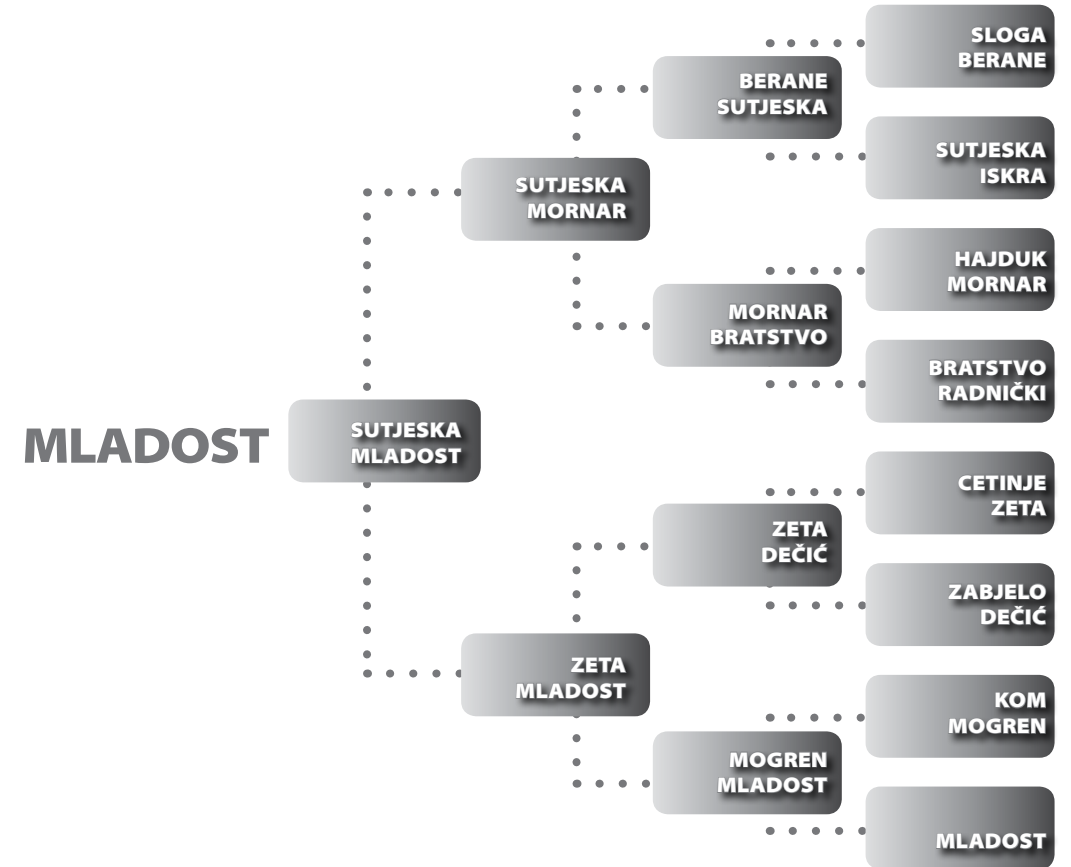 SLOGA
BERANE
BERANE
SUTJESKA
SUTJESKA
ISKRA
SUTJESKA
MORNAR
HAJDUK
MORNAR
MORNAR
BRATSTVO
BRATSTVO
RADNIČKI
MLADOST
SUTJESKA
MLADOST
CETINJE
ZETA
ZETA
DEČIĆ
ZABJELO
DEČIĆ
ZETA
MLADOST
KOM
MOGREN
MOGREN
MLADOST
MLADOST